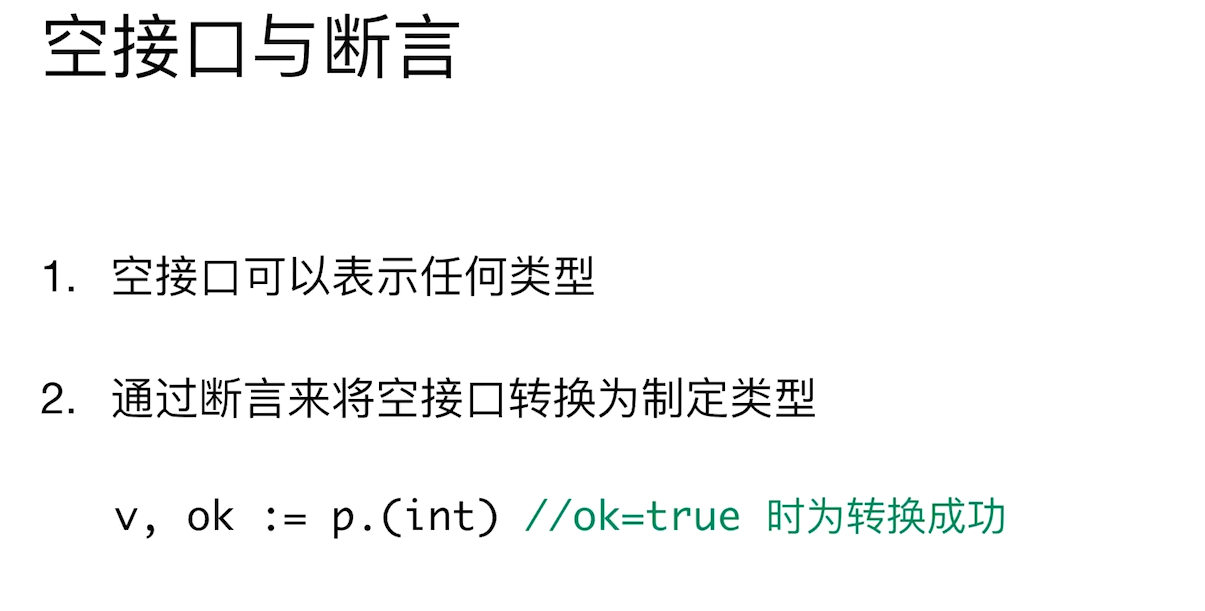 空接口与断言
1. 空接口可以表示任何类型
2. 通过断言来将空接口转换为制定类型
v, ok := p.(int) //ok=true 时为转换成功